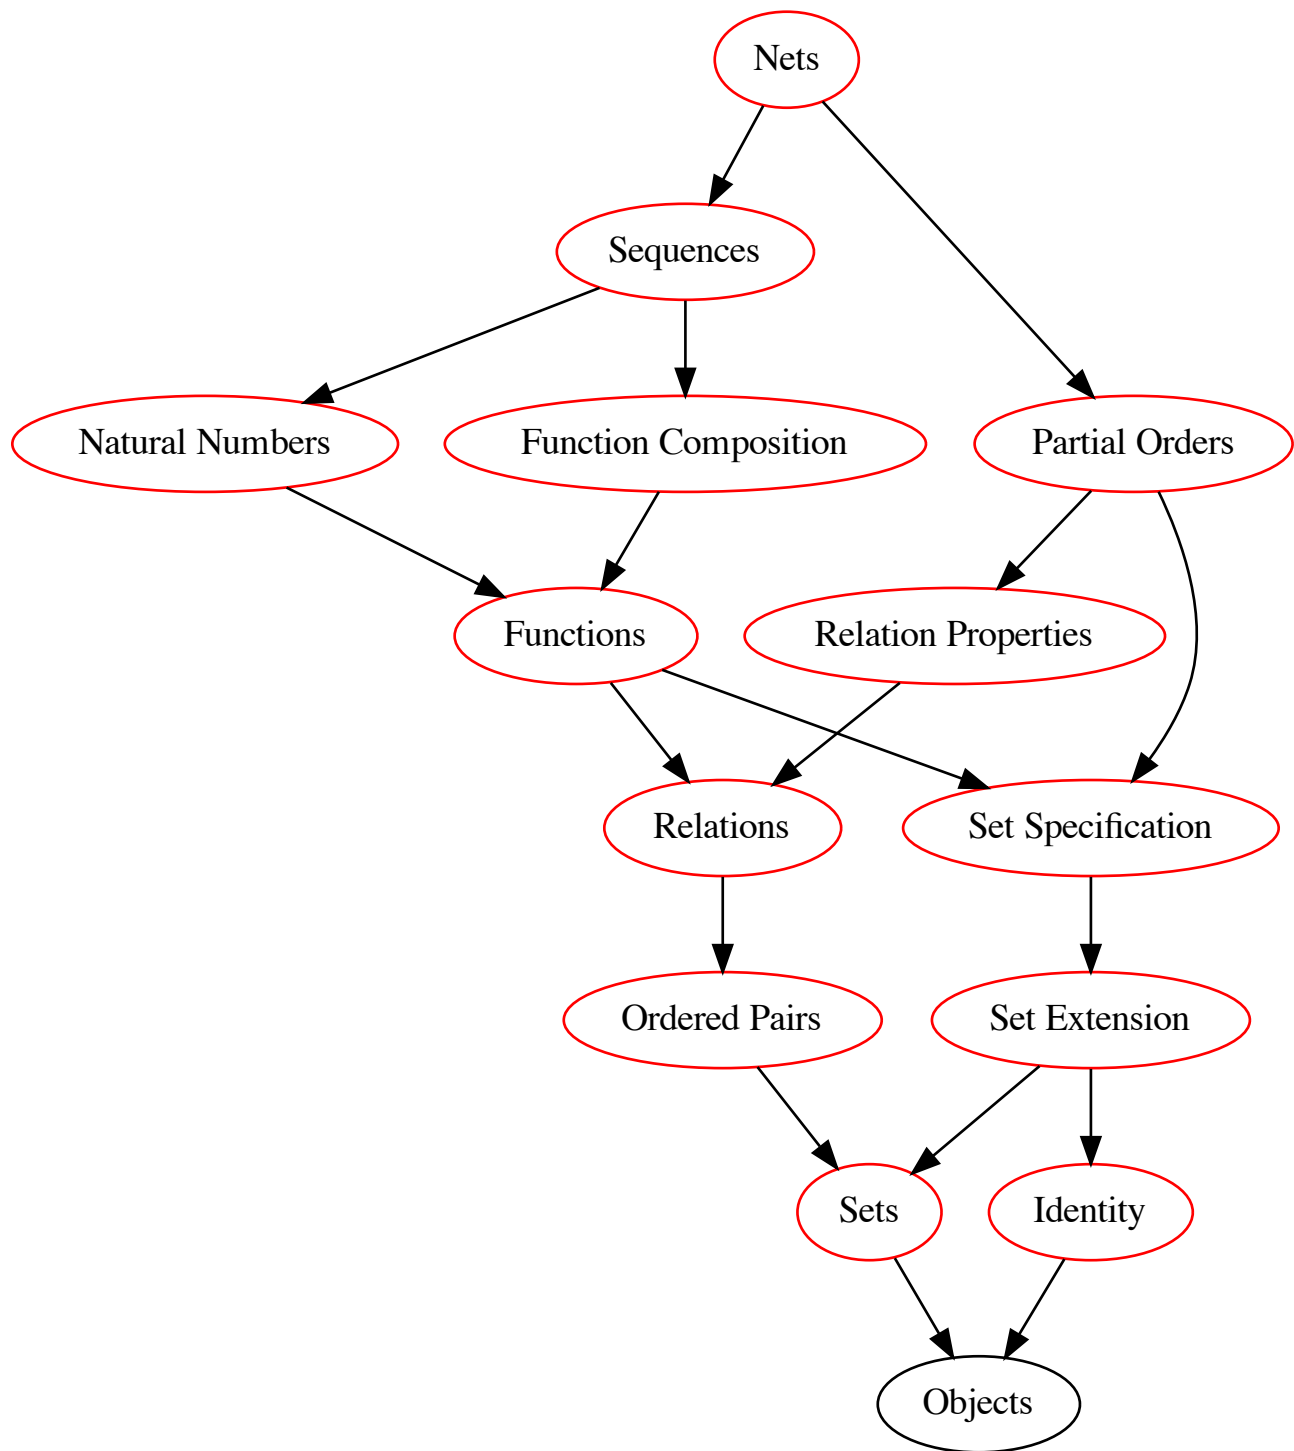 Nets
Sequences
Natural Numbers
Function Composition
Partial Orders
Functions
Relation Properties
Relations
Set Specification
Ordered Pairs
Set Extension
Sets
Identity
Objects